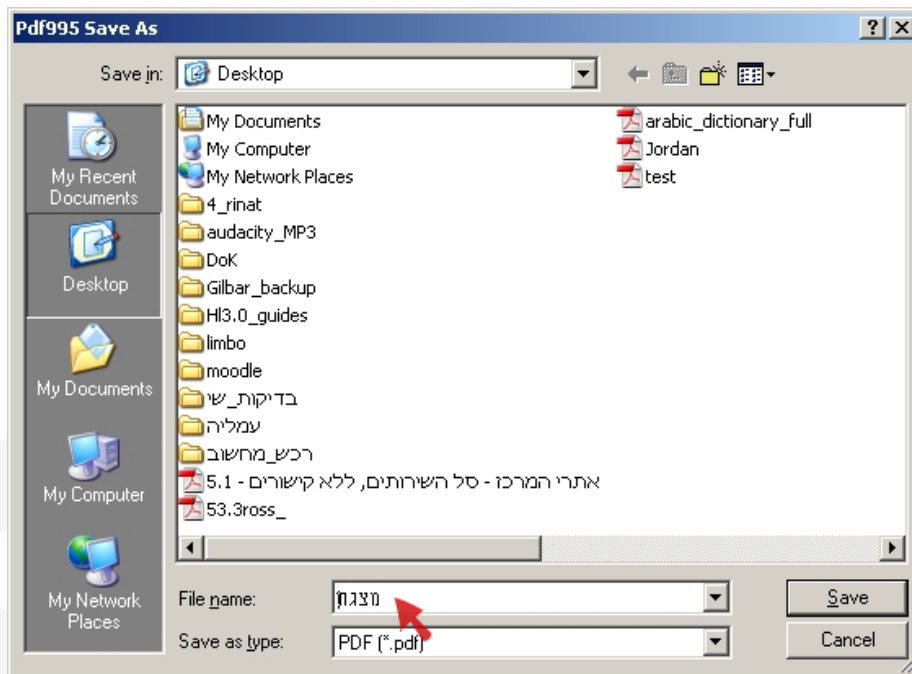 Pdf995 Save As
Save in: Desktop
My Recent Documents
Desktop
My Documents
My Computer
My Network Places
My Documents
My Computer
My Network Places
4_rinat
audacity_MP3
DoK
Gilbar_backup
Hl3.0_guides
limbo
moodle
בדיקות_שי
עמליה
רכש_מחשוב
אתרי המרכז - סל השירותים, ללא קישורים - 5.1
53.3ross_
arabic_dictionary_full
Jordan
test
File name: מצגת
Save
Save as type: PDF (*.pdf)
Cancel